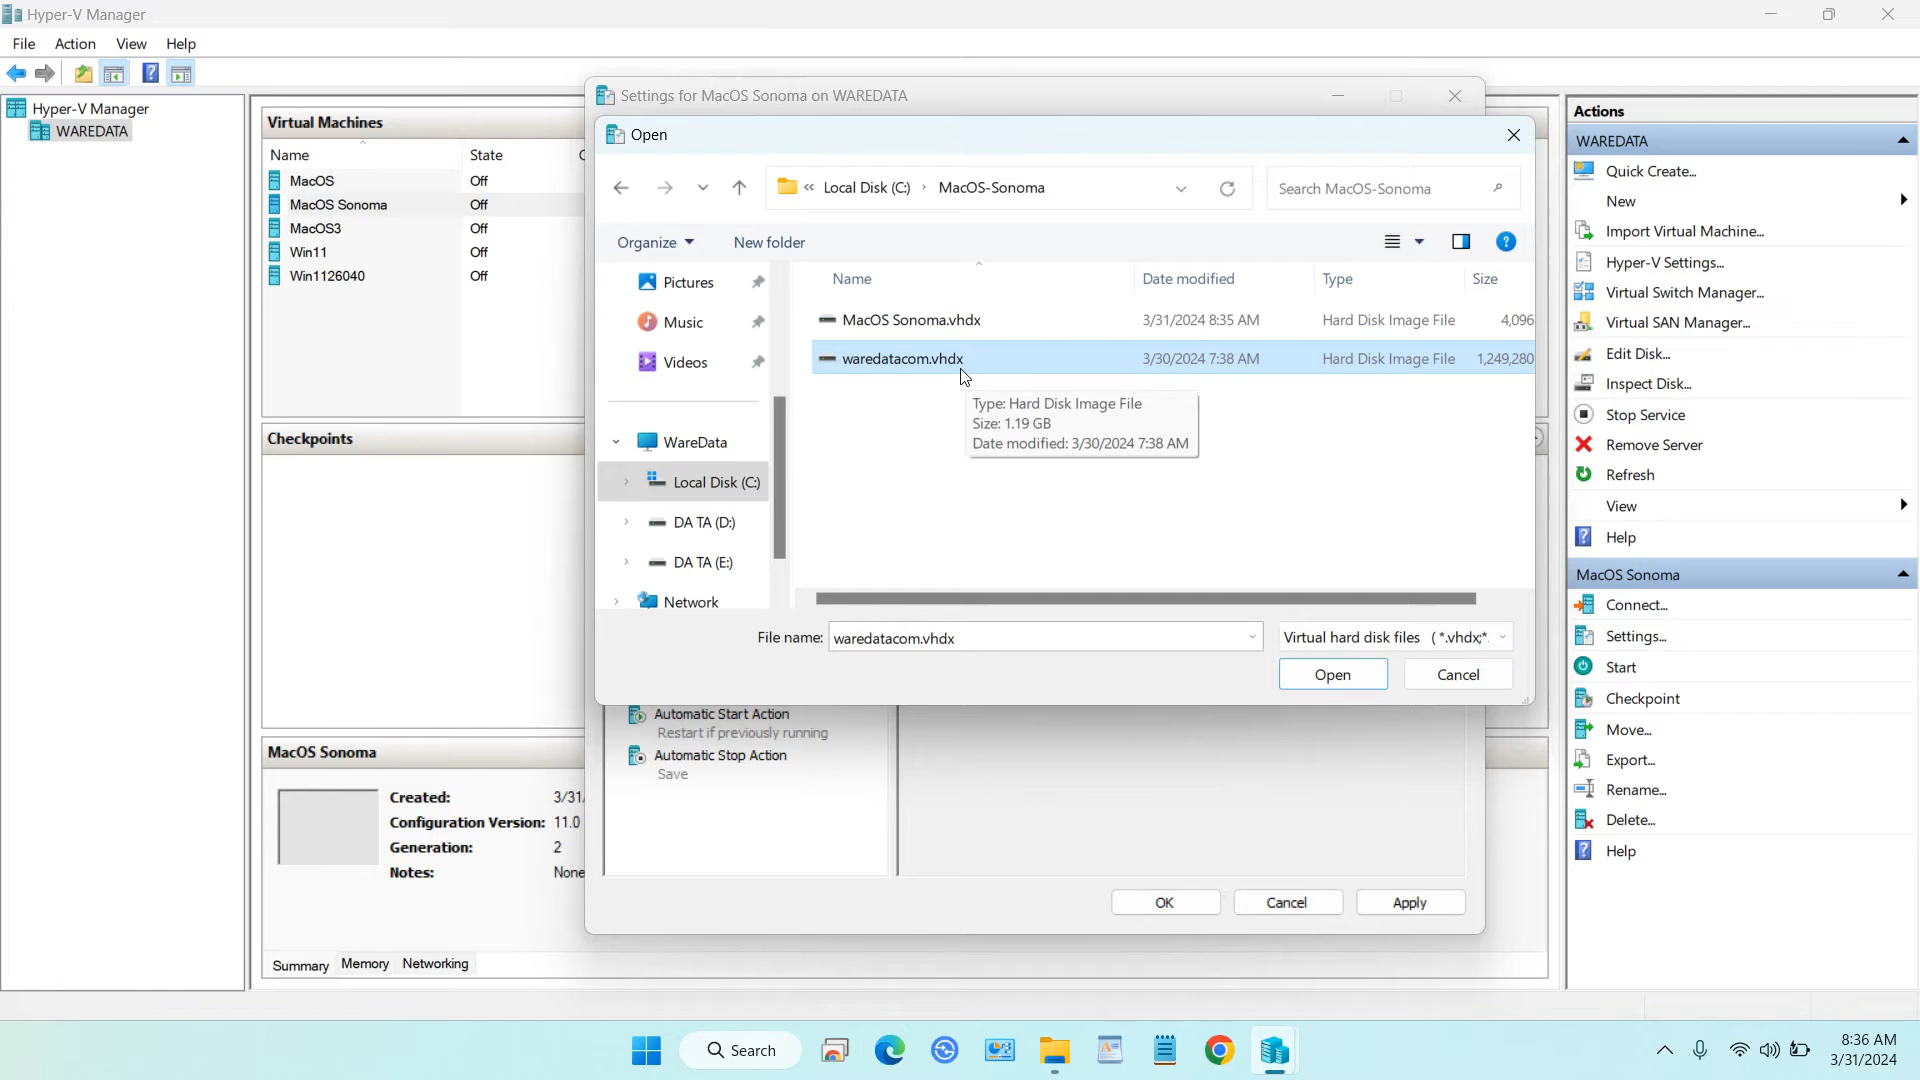 Hyper-V Manager
File Action View Help
Hyper-V Manager
WAREDATA
Virtual Machines
Name State
MacOS Off
MacOS Sonoma Off
MacOS3 Off
Win11 Off
Win1126040 Off
Checkpoints
MacOS Sonoma
Created: 3/31/
Configuration Version: 11.0
Generation: 2
Notes: None
Summary Memory Networking
Settings for MacOS Sonoma on WAREDATA
Open
« Local Disk (C:) › MacOS-Sonoma
Search MacOS-Sonoma
Organize New folder
Pictures
Music
Videos
WareData
Local Disk (C:)
DA TA (D:)
DA TA (E:)
Network
Name Date modified Type Size
MacOS Sonoma.vhdx 3/31/2024 8:35 AM Hard Disk Image File 4,096
waredatacom.vhdx 3/30/2024 7:38 AM Hard Disk Image File 1,249,280
Type: Hard Disk Image File
Size: 1.19 GB
Date modified: 3/30/2024 7:38 AM
File name: waredatacom.vhdx Virtual hard disk files (*.vhdx;*.
Open Cancel
Automatic Start Action
Restart if previously running
Automatic Stop Action
Save
OK Cancel Apply
Actions
WAREDATA
Quick Create...
New
Import Virtual Machine...
Hyper-V Settings...
Virtual Switch Manager...
Virtual SAN Manager...
Edit Disk...
Inspect Disk...
Stop Service
Remove Server
Refresh
View
Help
MacOS Sonoma
Connect...
Settings...
Start
Checkpoint
Move...
Export...
Rename...
Delete...
Help
Search
8:36 AM
3/31/2024